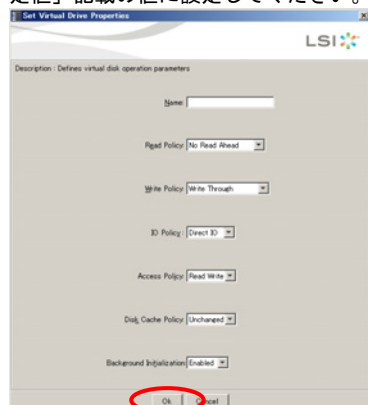 定値」記載の値に設定してください。
Set Virtual Drive Properties
LSI
Description : Defines virtual disk operation parameters
Name:
Read Policy: No Read Ahead
Write Policy: Write Through
IO Policy: Direct IO
Access Policy: Read Write
Disk Cache Policy: Unchanged
Background Initialization: Enabled
Ok Cancel